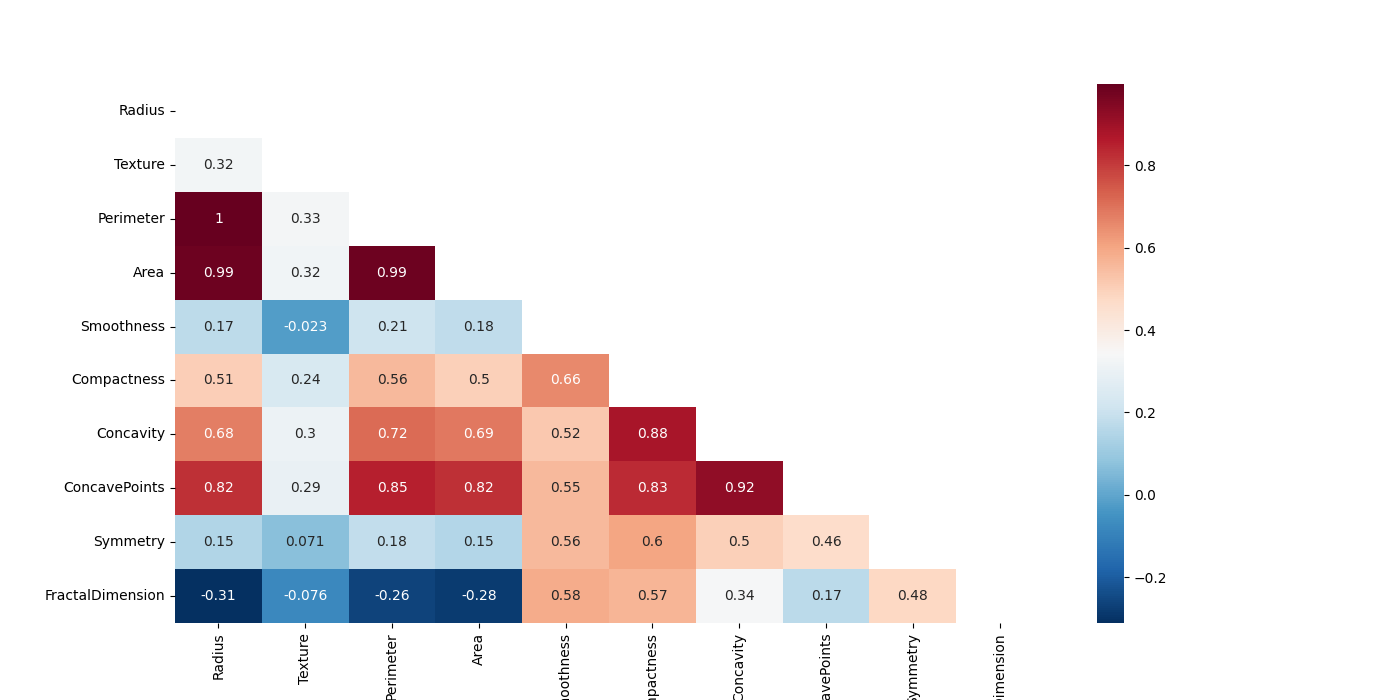 Radius
Texture 0.32
Perimeter 1 0.33
Area 0.99 0.32 0.99
Smoothness 0.17 -0.023 0.21 0.18
Compactness 0.51 0.24 0.56 0.5 0.66
Concavity 0.68 0.3 0.72 0.69 0.52 0.88
ConcavePoints 0.82 0.29 0.85 0.82 0.55 0.83 0.92
Symmetry 0.15 0.071 0.18 0.15 0.56 0.6 0.5 0.46
FractalDimension -0.31 -0.076 -0.26 -0.28 0.58 0.57 0.34 0.17 0.48
Radius
Texture
Perimeter
Area
oothness
pactness
Concavity
avePoints
ymmetry
imension
0.8
0.6
0.4
0.2
0.0
−0.2